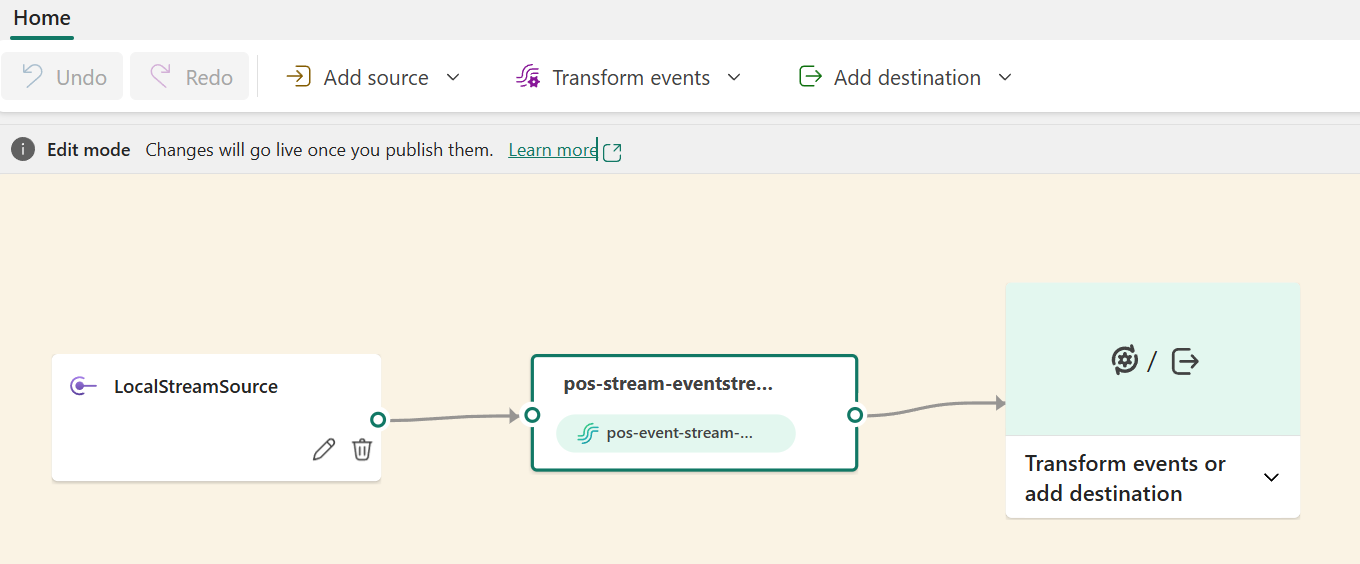 Home
Undo
Redo
Add source
Transform events
Add destination
Edit mode Changes will go live once you publish them. Learn more
LocalStreamSource
pos-stream-eventstre...
pos-event-stream-...
/
Transform events or
add destination